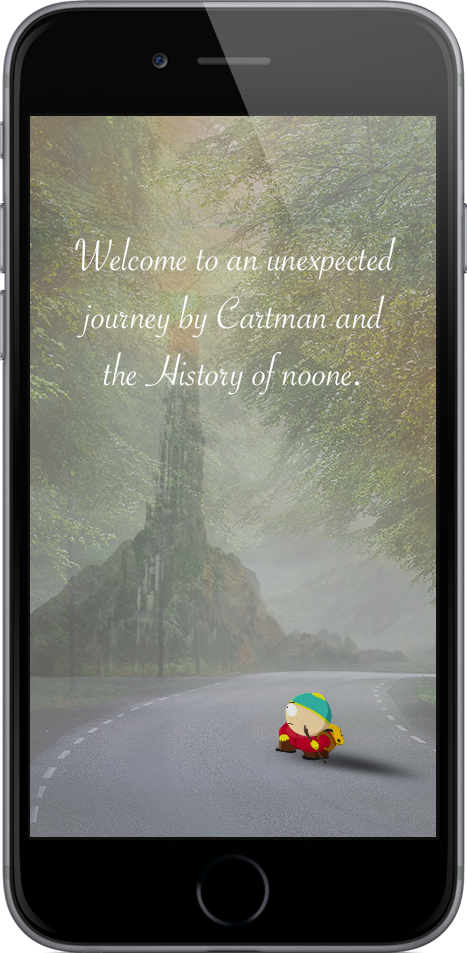 Welcome to an unexpected
journey by Cartman and
the History of noone.